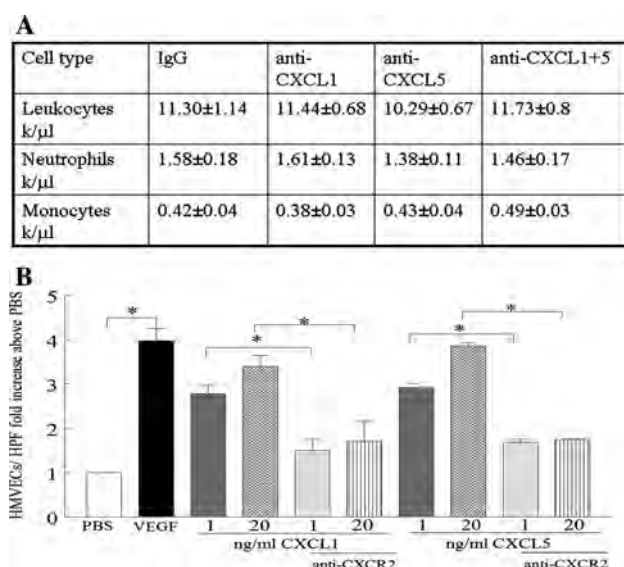 A
Cell type IgG anti-CXCL1 anti-CXCL5 anti-CXCL1+5
Leukocytes k/μl 11.30±1.14 11.44±0.68 10.29±0.67 11.73±0.8
Neutrophils k/μl 1.58±0.18 1.61±0.13 1.38±0.11 1.46±0.17
Monocytes k/μl 0.42±0.04 0.38±0.03 0.43±0.04 0.49±0.03
B
HMVECs/ HPF fold increase above PBS
5
4
3
2
1
0
* * * * *
PBS VEGF 1 20 1 20 1 20 1 20
ng/ml CXCL1 ng/ml CXCL5
anti-CXCR2 anti-CXCR2